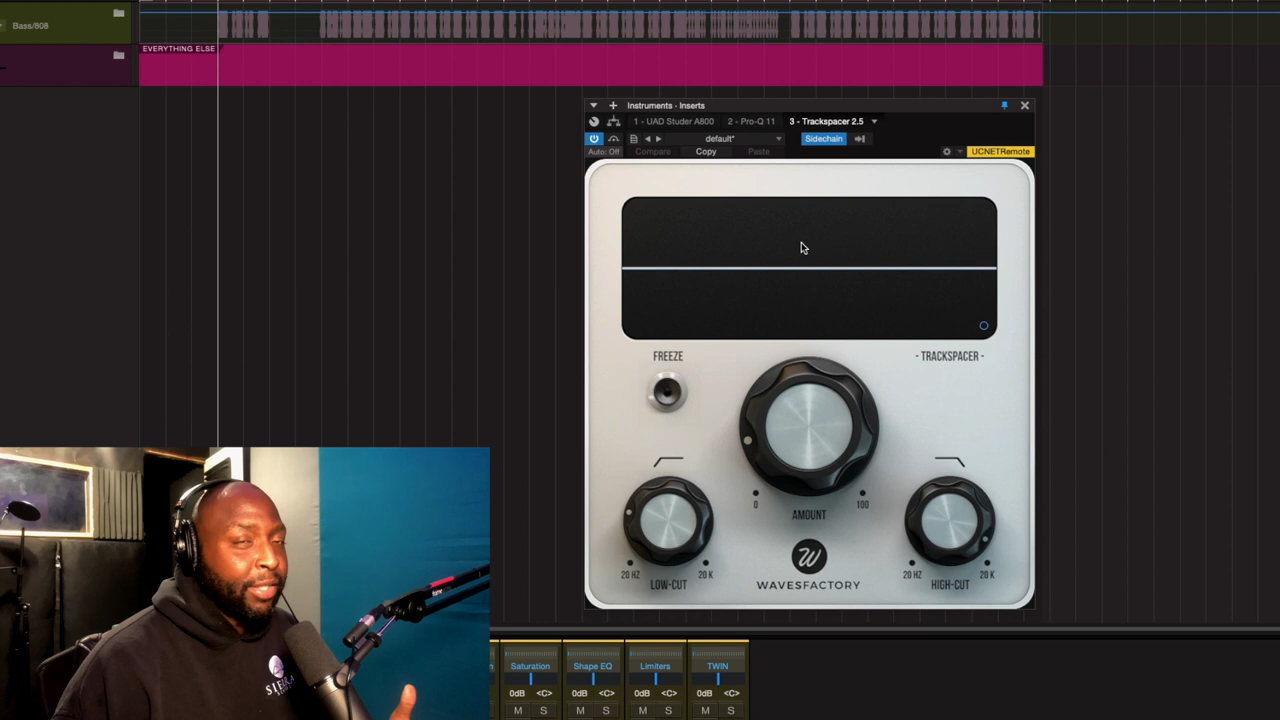 Bass/808
EVERYTHING ELSE
Instruments - Inserts
1 - UAD Studer A800 2 - Pro-Q 11 3 - Trackspacer 2.5
default* Sidechain
Auto: Off Compare Copy Paste UCNETRemote
FREEZE - TRACKSPACER -
0 100
AMOUNT
20 HZ 20 K 20 HZ 20 K
LOW-CUT HIGH-CUT
W
WAVESFACTORY
Saturation Shape EQ Limiters TWIN
0dB <C> 0dB <C> 0dB <C> 0dB <C>
M S M S M S M S